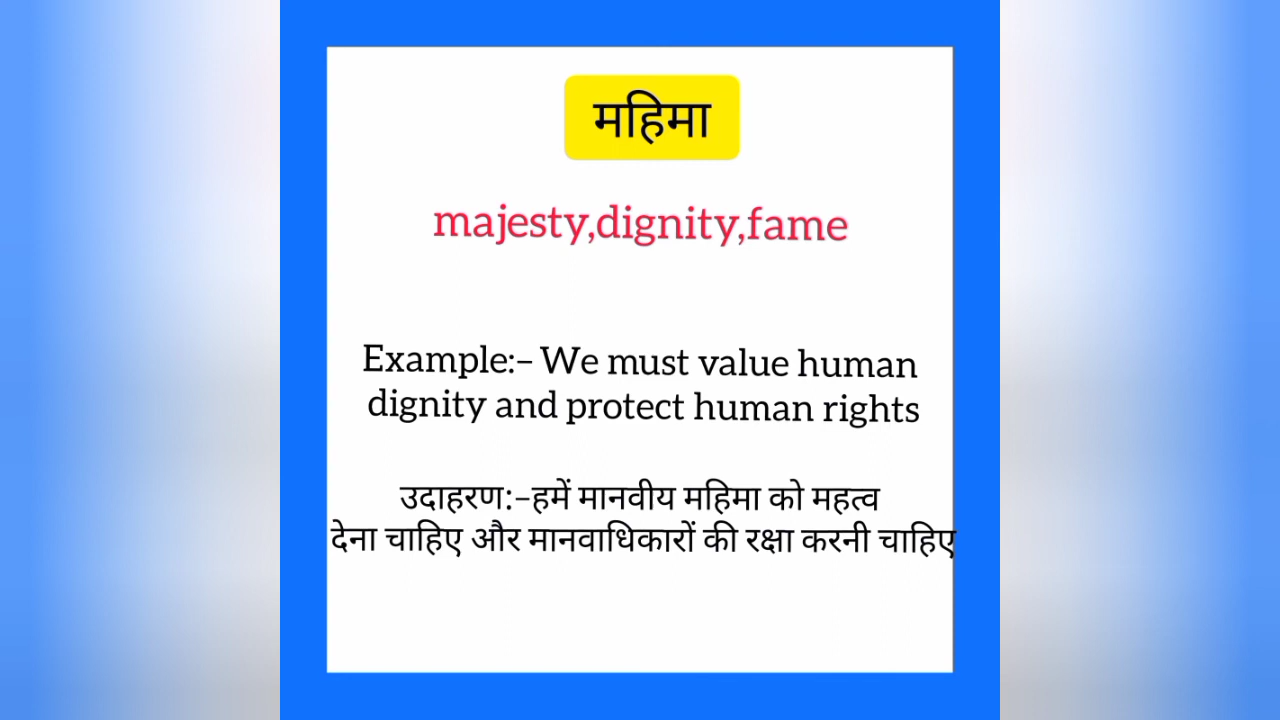 महिमा
majesty,dignity,fame
Example:– We must value human
dignity and protect human rights
उदाहरण:–हमें मानवीय महिमा को महत्व
देना चाहिए और मानवाधिकारों की रक्षा करनी चाहिए